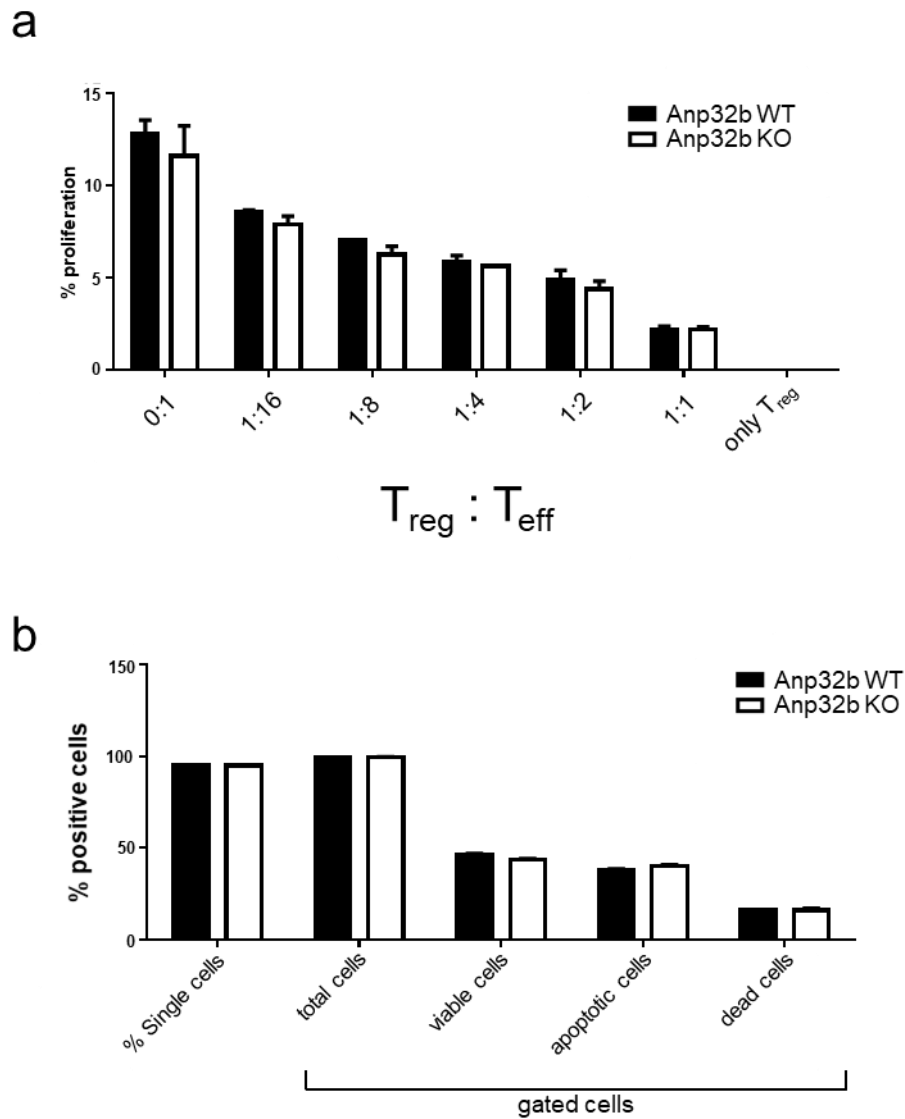 a
15
10
5
0
% proliferation
Anp32b WT
Anp32b KO
0:1
1:16
1:8
1:4
1:2
1:1
only Treg
Treg : Teff
b
150
100
50
0
% positive cells
Anp32b WT
Anp32b KO
% Single cells
total cells
viable cells
apoptotic cells
dead cells
gated cells